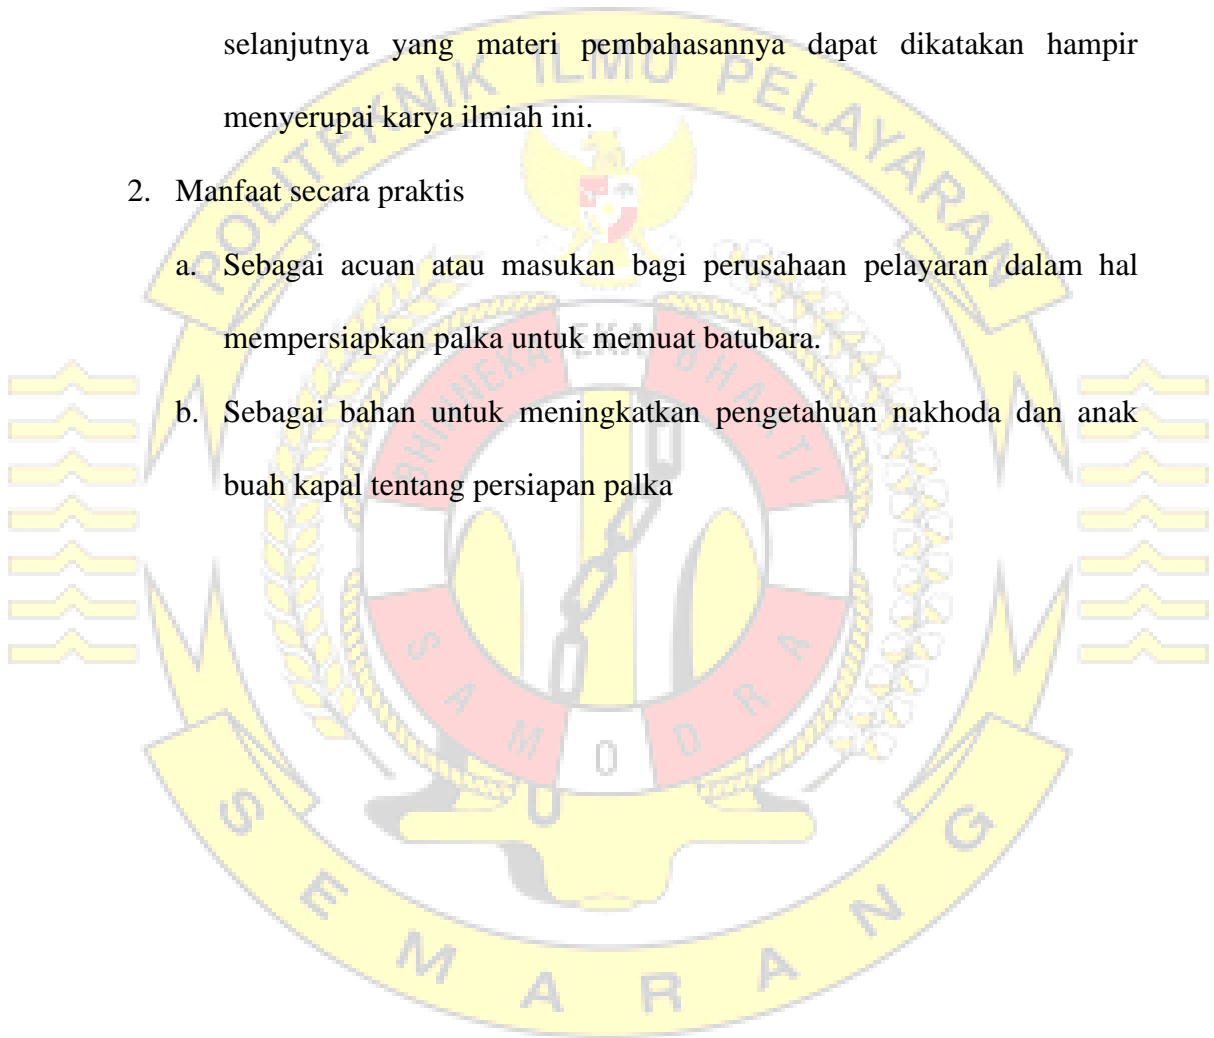 selanjutnya yang materi pembahasannya dapat dikatakan hampir
menyerupai karya ilmiah ini.
2. Manfaat secara praktis
a. Sebagai acuan atau masukan bagi perusahaan pelayaran dalam hal
mempersiapkan palka untuk memuat batubara.
b. Sebagai bahan untuk meningkatkan pengetahuan nakhoda dan anak
buah kapal tentang persiapan palka
POLITEKNIK ILMU PELAYARAN
BHINNEKA EKA BHAKTI
SAMODRA
SEMARANG